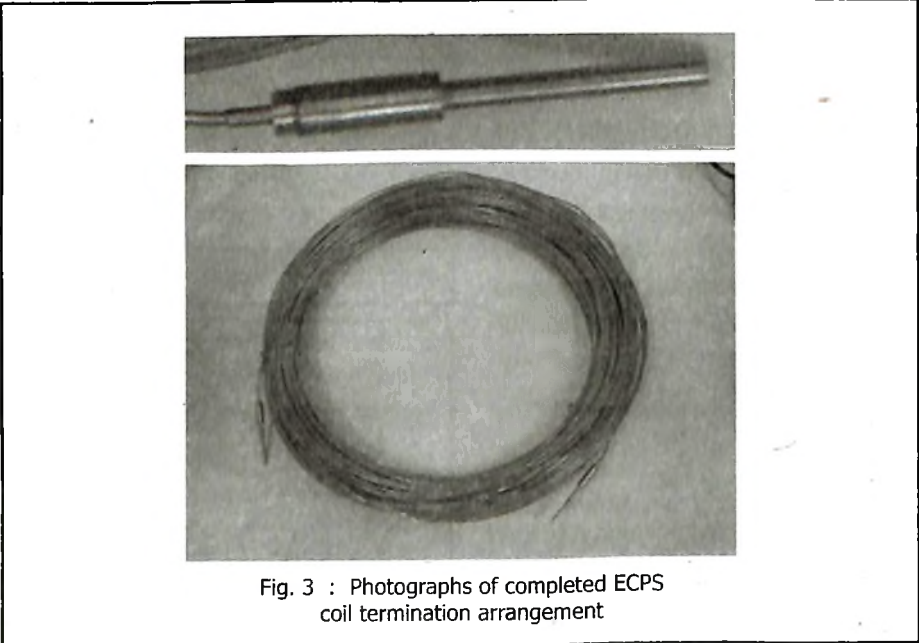 Fig. 3 : Photographs of completed ECPS
coil termination arrangement